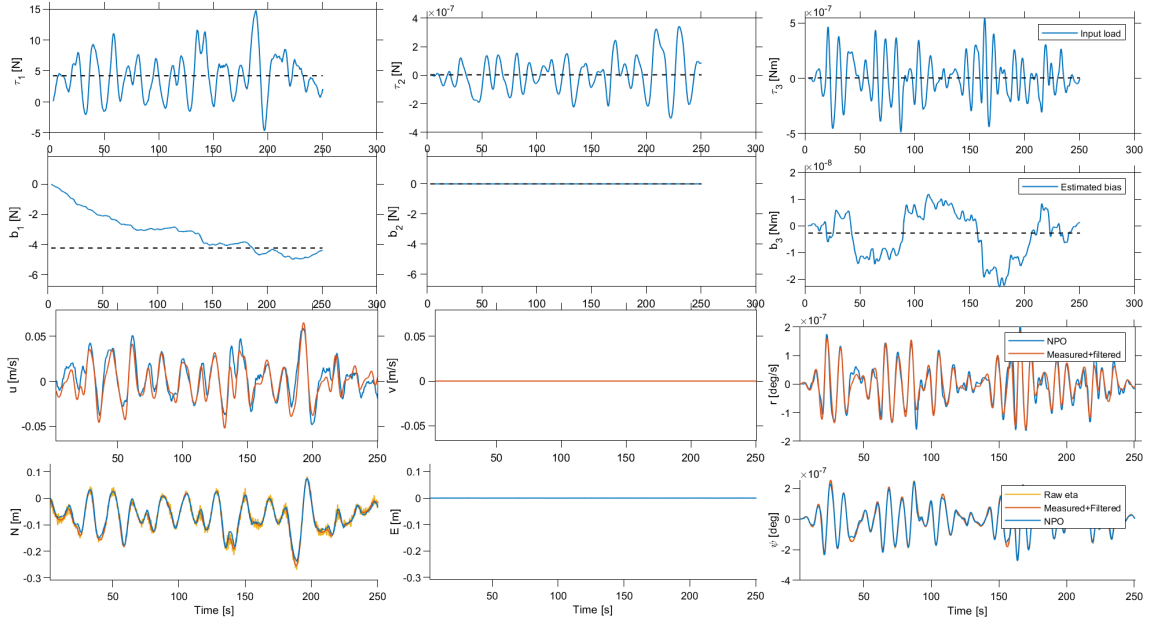 15
10
5
0
-5
τ1 [N]
0 50 100 150 200 250 300
×10-7
4
2
0
-2
-4
τ2 [N]
0 50 100 150 200 250 300
×10-7
5
0
-5
τ3 [Nm]
Input load
0 50 100 150 200 250 300
0
-2
-4
-6
b1 [N]
0 50 100 150 200 250 300
0
-2
-4
-6
b2 [N]
0 50 100 150 200 250 300
×10-8
2
1
0
-1
-2
b3 [Nm]
Estimated bias
0 50 100 150 200 250 300
0.05
0
-0.05
u [m/s]
50 100 150 200 250
0.05
0
-0.05
v [m/s]
50 100 150 200 250
×10-7
2
1
0
-1
-2
r [deg/s]
NPO
Measured+filtered
50 100 150 200 250
0.1
0
-0.1
-0.2
-0.3
N [m]
50 100 150 200 250
Time [s]
0.1
0
-0.1
-0.2
-0.3
E [m]
50 100 150 200 250
Time [s]
×10-7
2
0
-2
-4
ψ [deg]
Raw eta
Measured+Filtered
NPO
50 100 150 200 250
Time [s]